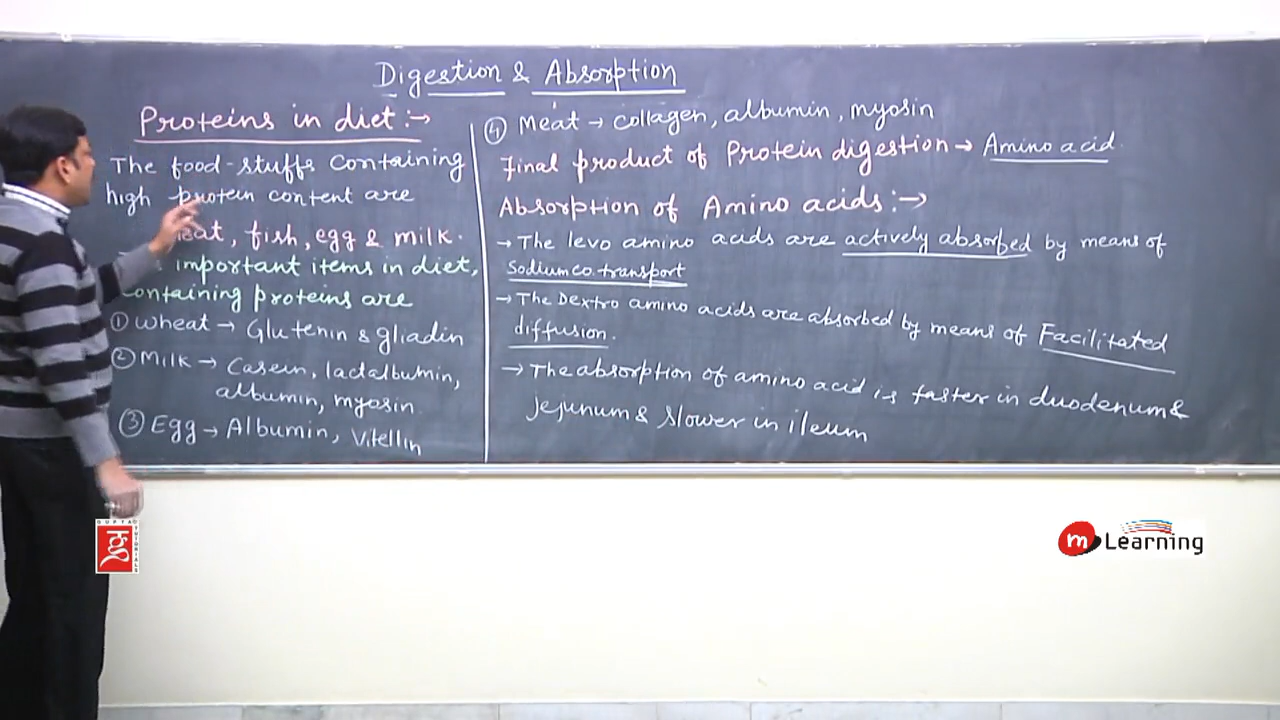 Digestion & Absorption
Proteins in diet :→
The food-stuffs containing
high protein content are
eat, fish, egg & milk.
important items in diet,
containing proteins are
① Wheat → Glutenin & gliadin
② Milk → Casein, lactalbumin,
albumin, myosin.
③ Egg → Albumin, Vitellin
④ Meat → collagen, albumin, myosin
Final product of Protein digestion → Amino acid.
Absorption of Amino acids :→
→ The levo amino acids are actively absorbed by means of
Sodium co. transport
→ The Dextro amino acids are absorbed by means of Facilitated
diffusion.
→ The absorption of amino acid is faster in duodenum &
Jejunum & slower in ileum
GUPTA
TUTORIALS
m Learning